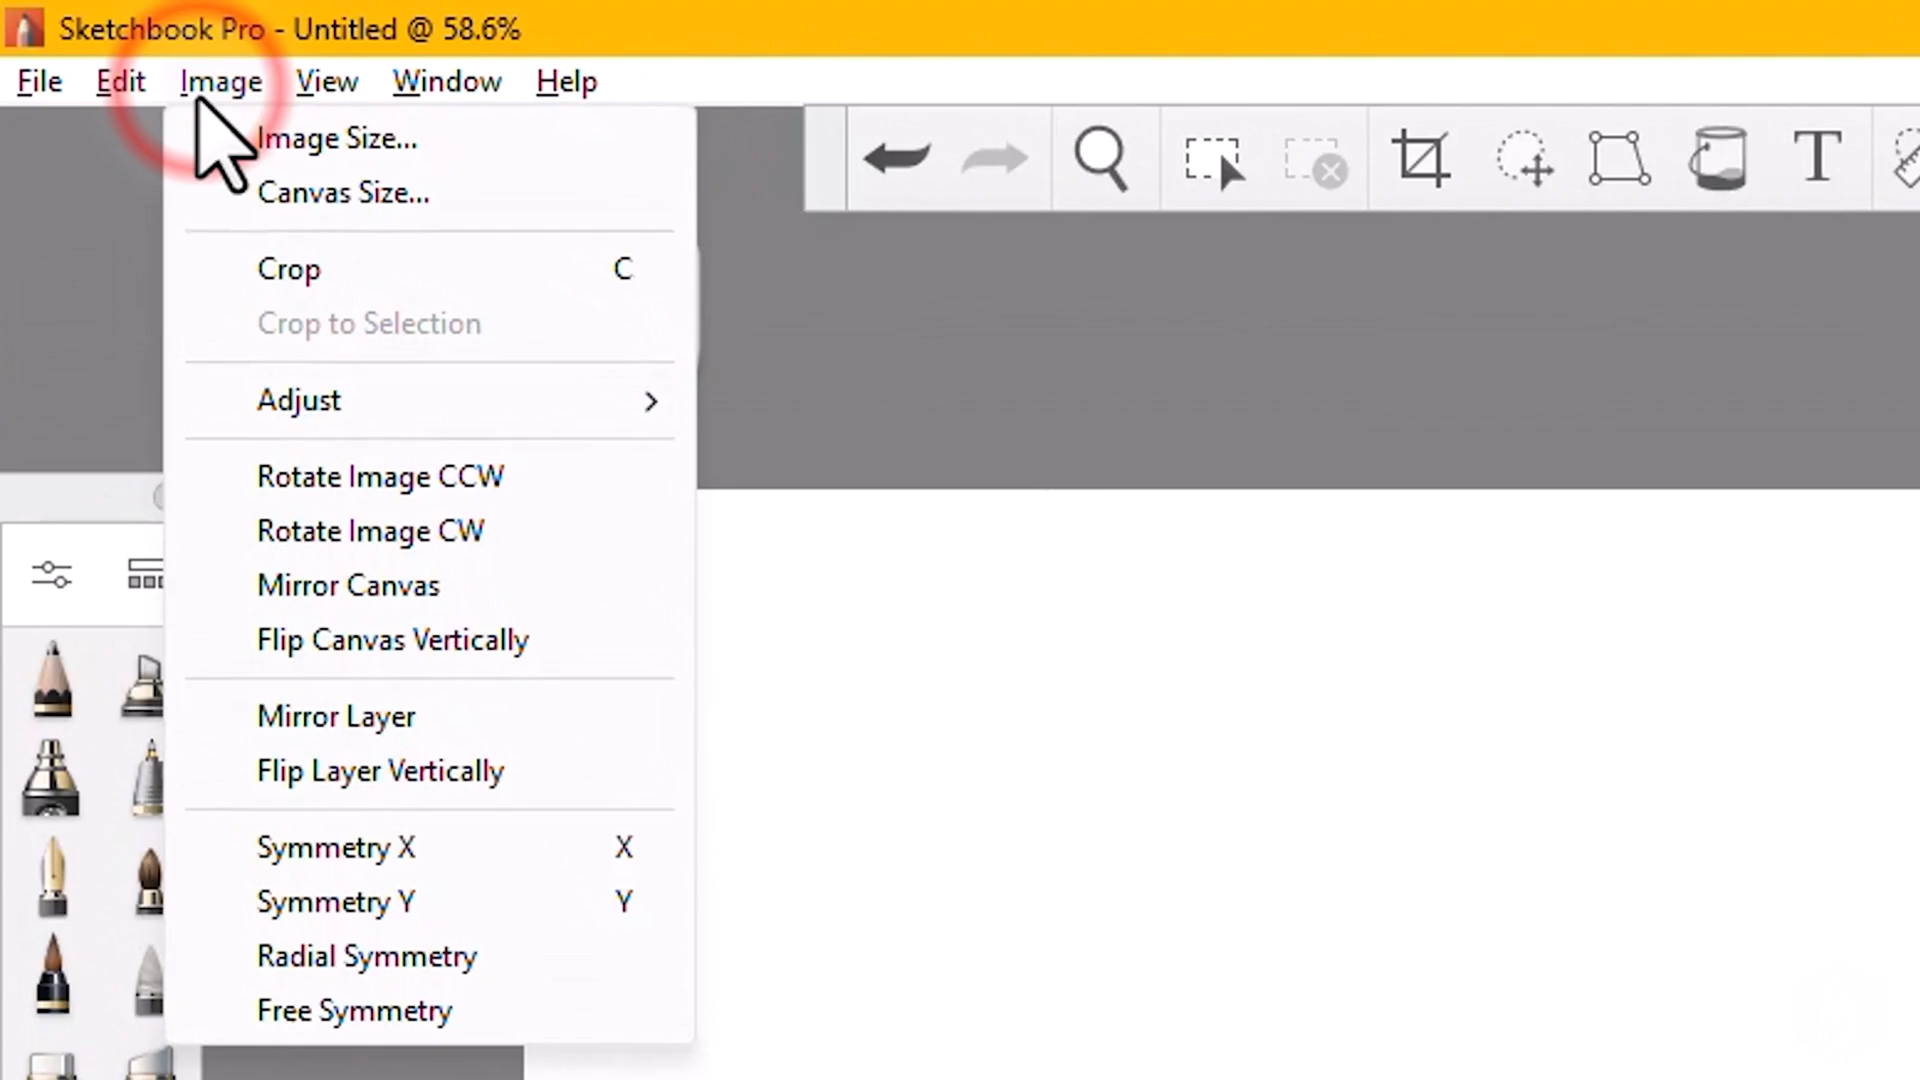 Sketchbook Pro - Untitled @ 58.6%
File Edit Image View Window Help
Image Size...
Canvas Size...
Crop C
Crop to Selection
Adjust
Rotate Image CCW
Rotate Image CW
Mirror Canvas
Flip Canvas Vertically
Mirror Layer
Flip Layer Vertically
Symmetry X X
Symmetry Y Y
Radial Symmetry
Free Symmetry
T